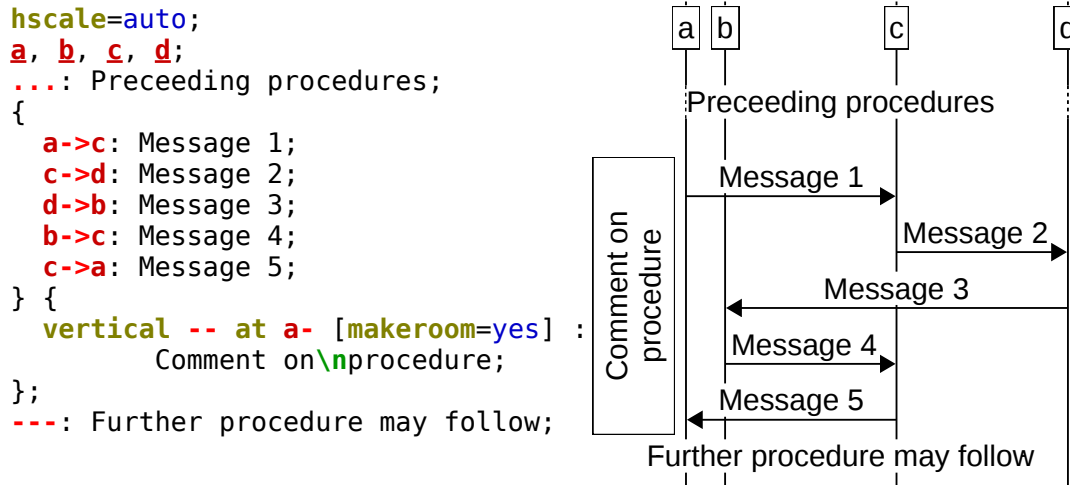 hscale=auto;
a, b, c, d;
...: Preceeding procedures;
{
  a->c: Message 1;
  c->d: Message 2;
  d->b: Message 3;
  b->c: Message 4;
  c->a: Message 5;
} {
  vertical -- at a- [makeroom=yes] :
         Comment on\nprocedure;
};
---: Further procedure may follow;
a b c d
Preceeding procedures
Message 1
Message 2
Message 3
Message 4
Message 5
Comment on
procedure
Further procedure may follow